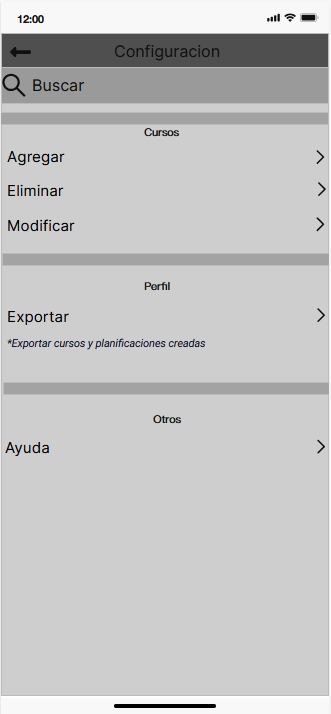 12:00
Configuracion
Buscar
Cursos
Agregar
Eliminar
Modificar
Perfil
Exportar
*Exportar cursos y planificaciones creadas
Otros
Ayuda